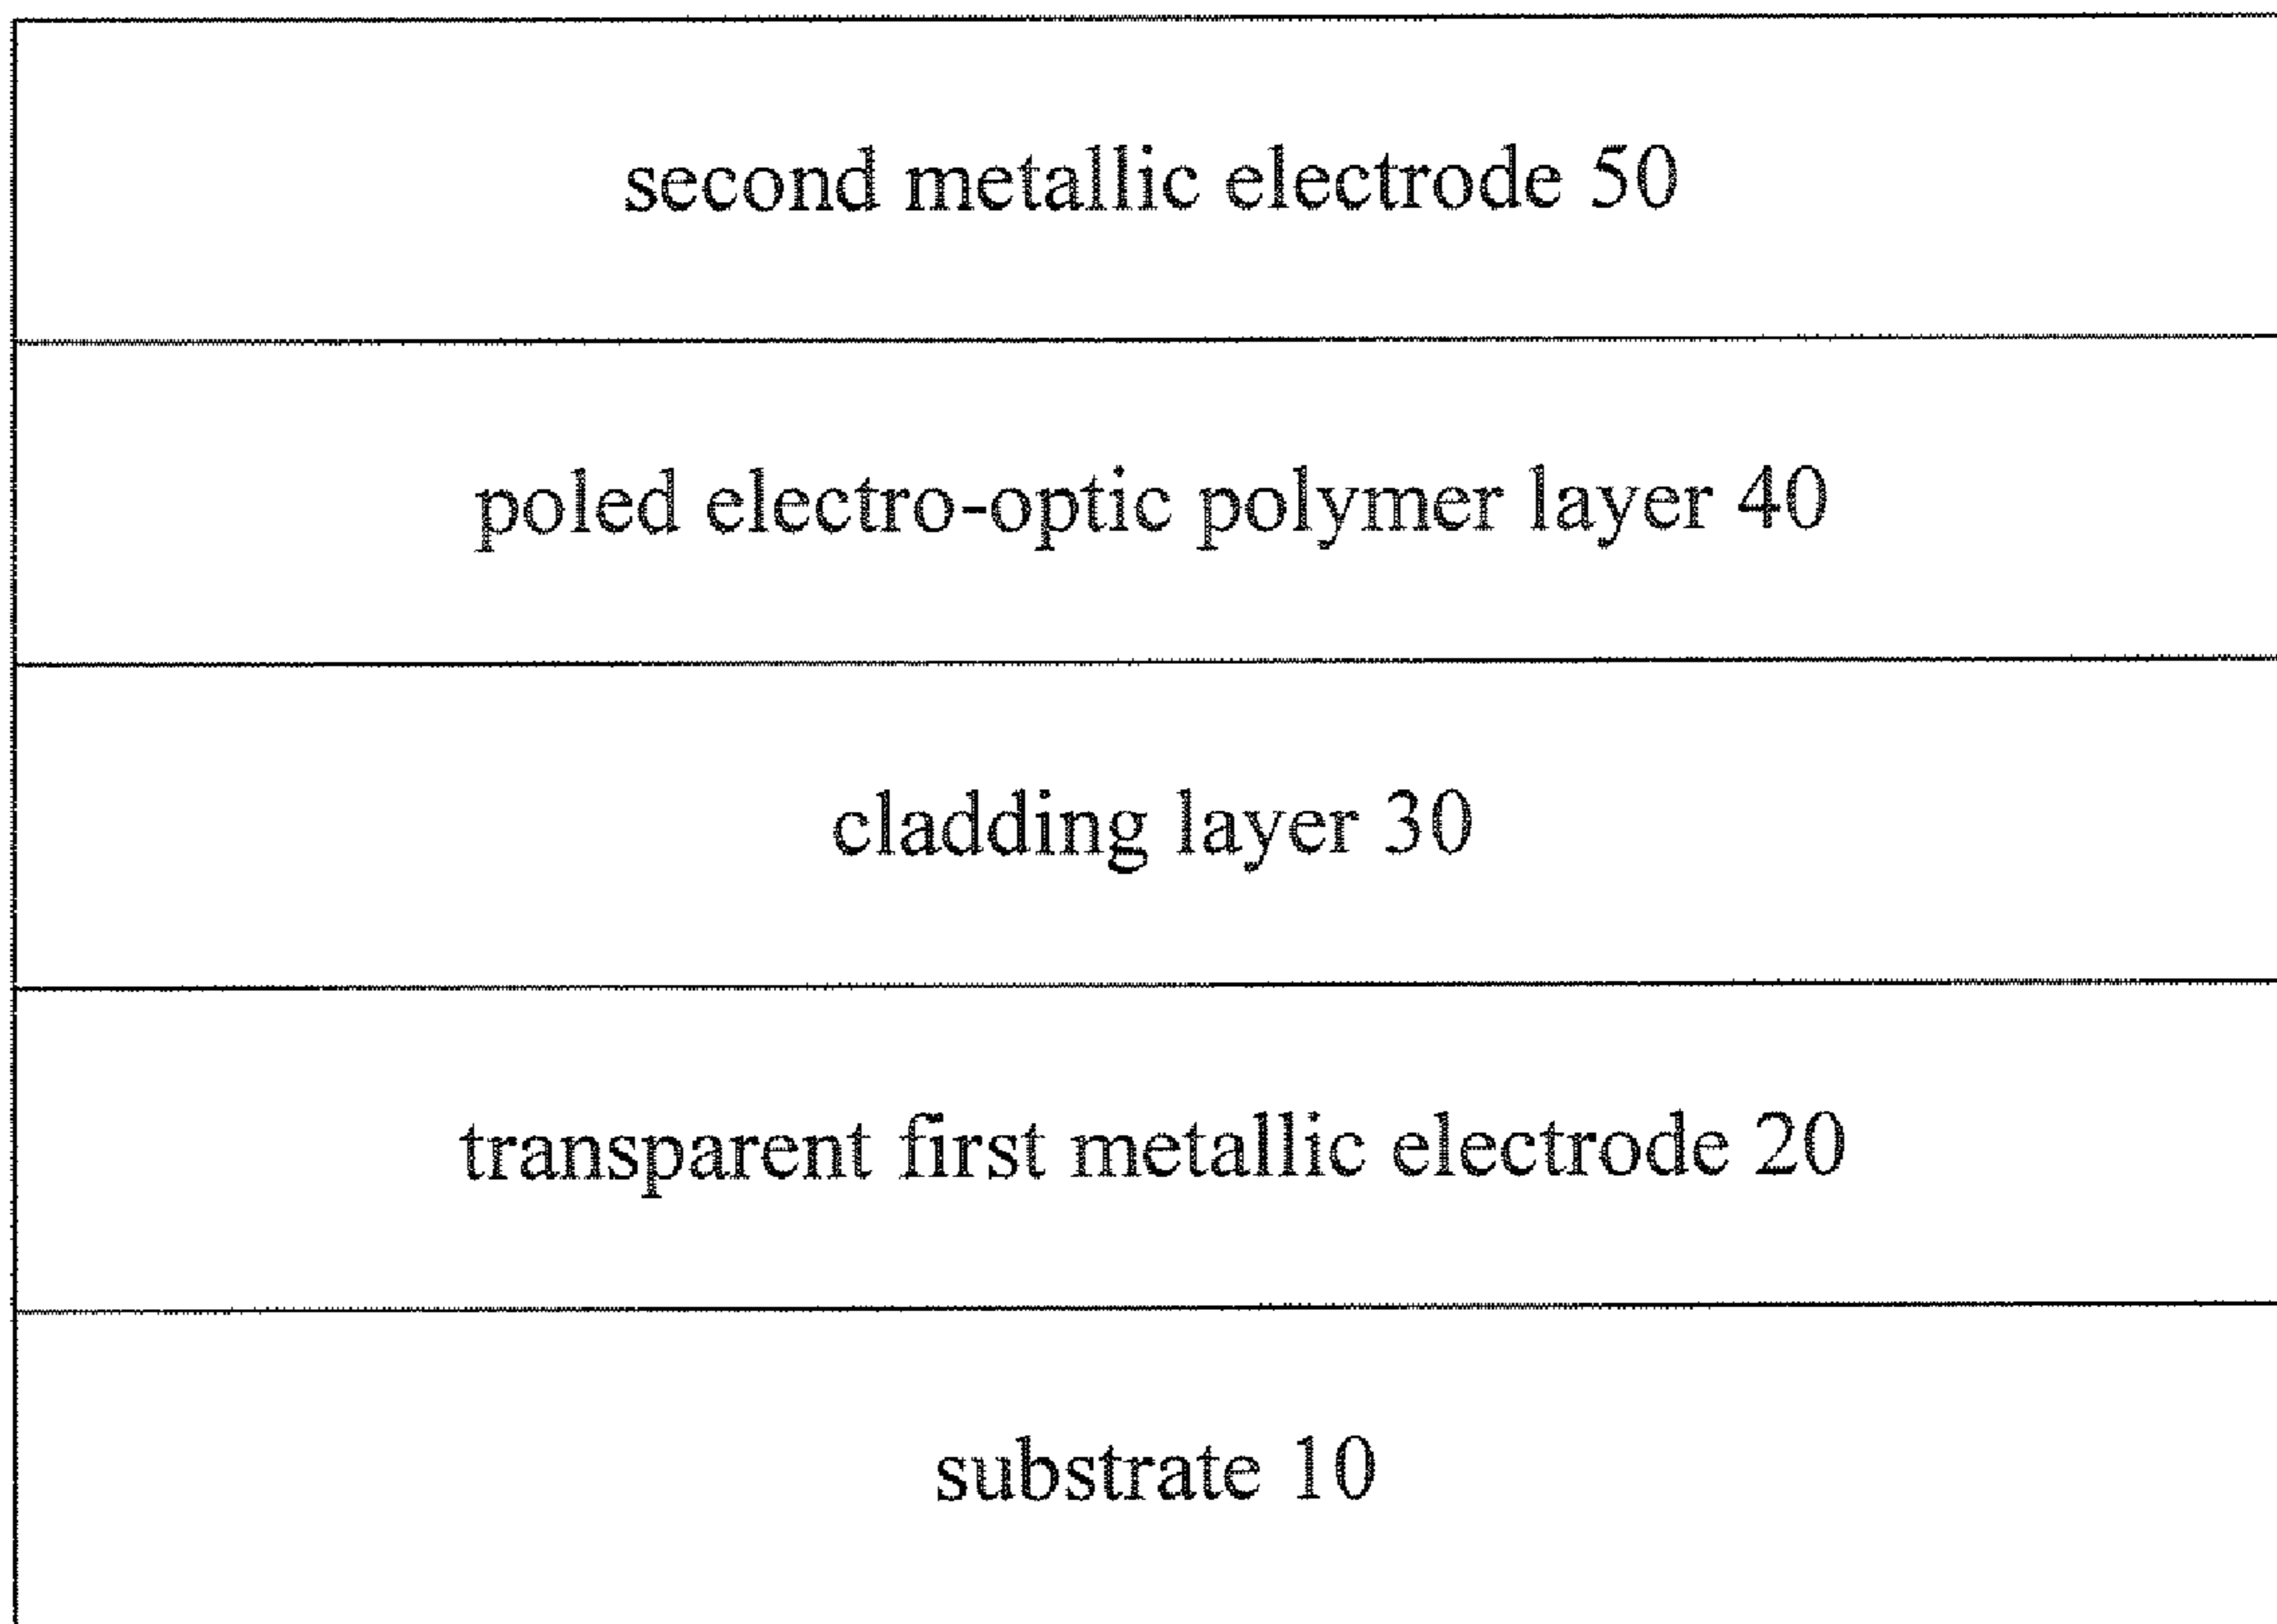 second metallic electrode 50
poled electro-optic polymer layer 40
cladding layer 30
transparent first metallic electrode 20
substrate 10